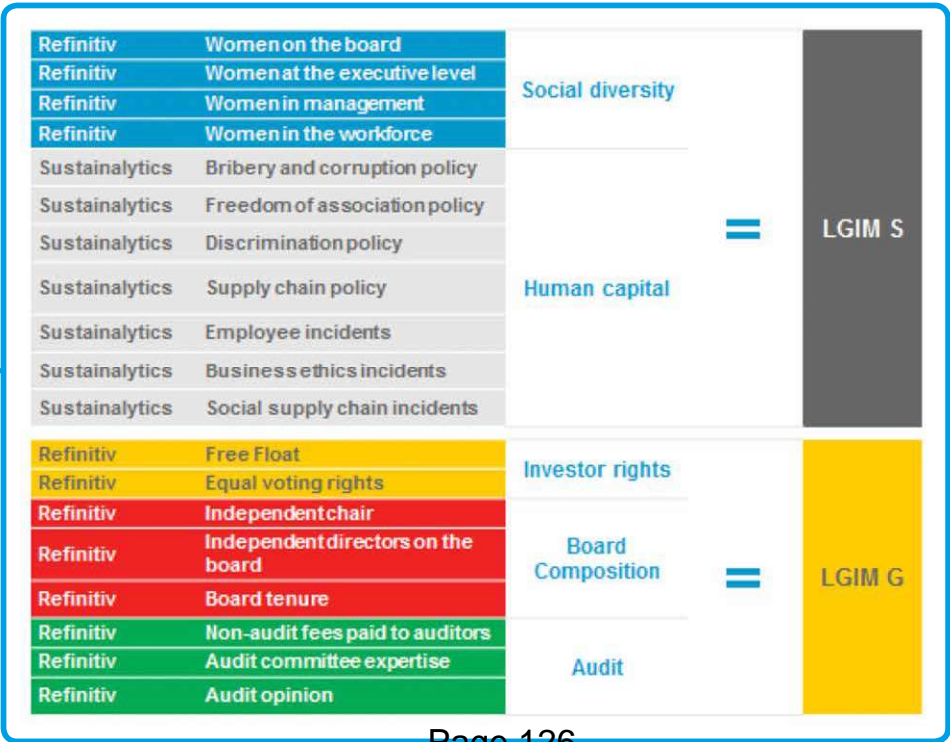 Refinitiv Women on the board
Refinitiv Women at the executive level
Refinitiv Women in management
Refinitiv Women in the workforce
Social diversity
Sustainalytics Bribery and corruption policy
Sustainalytics Freedom of association policy
Sustainalytics Discrimination policy
Sustainalytics Supply chain policy
Sustainalytics Employee incidents
Sustainalytics Business ethics incidents
Sustainalytics Social supply chain incidents
Human capital
=
LGIM S
Refinitiv Free Float
Refinitiv Equal voting rights
Investor rights
Refinitiv Independent chair
Refinitiv Independent directors on the
board
Refinitiv Board tenure
Board
Composition
Refinitiv Non-audit fees paid to auditors
Refinitiv Audit committee expertise
Refinitiv Audit opinion
Audit
=
LGIM G
Page 126